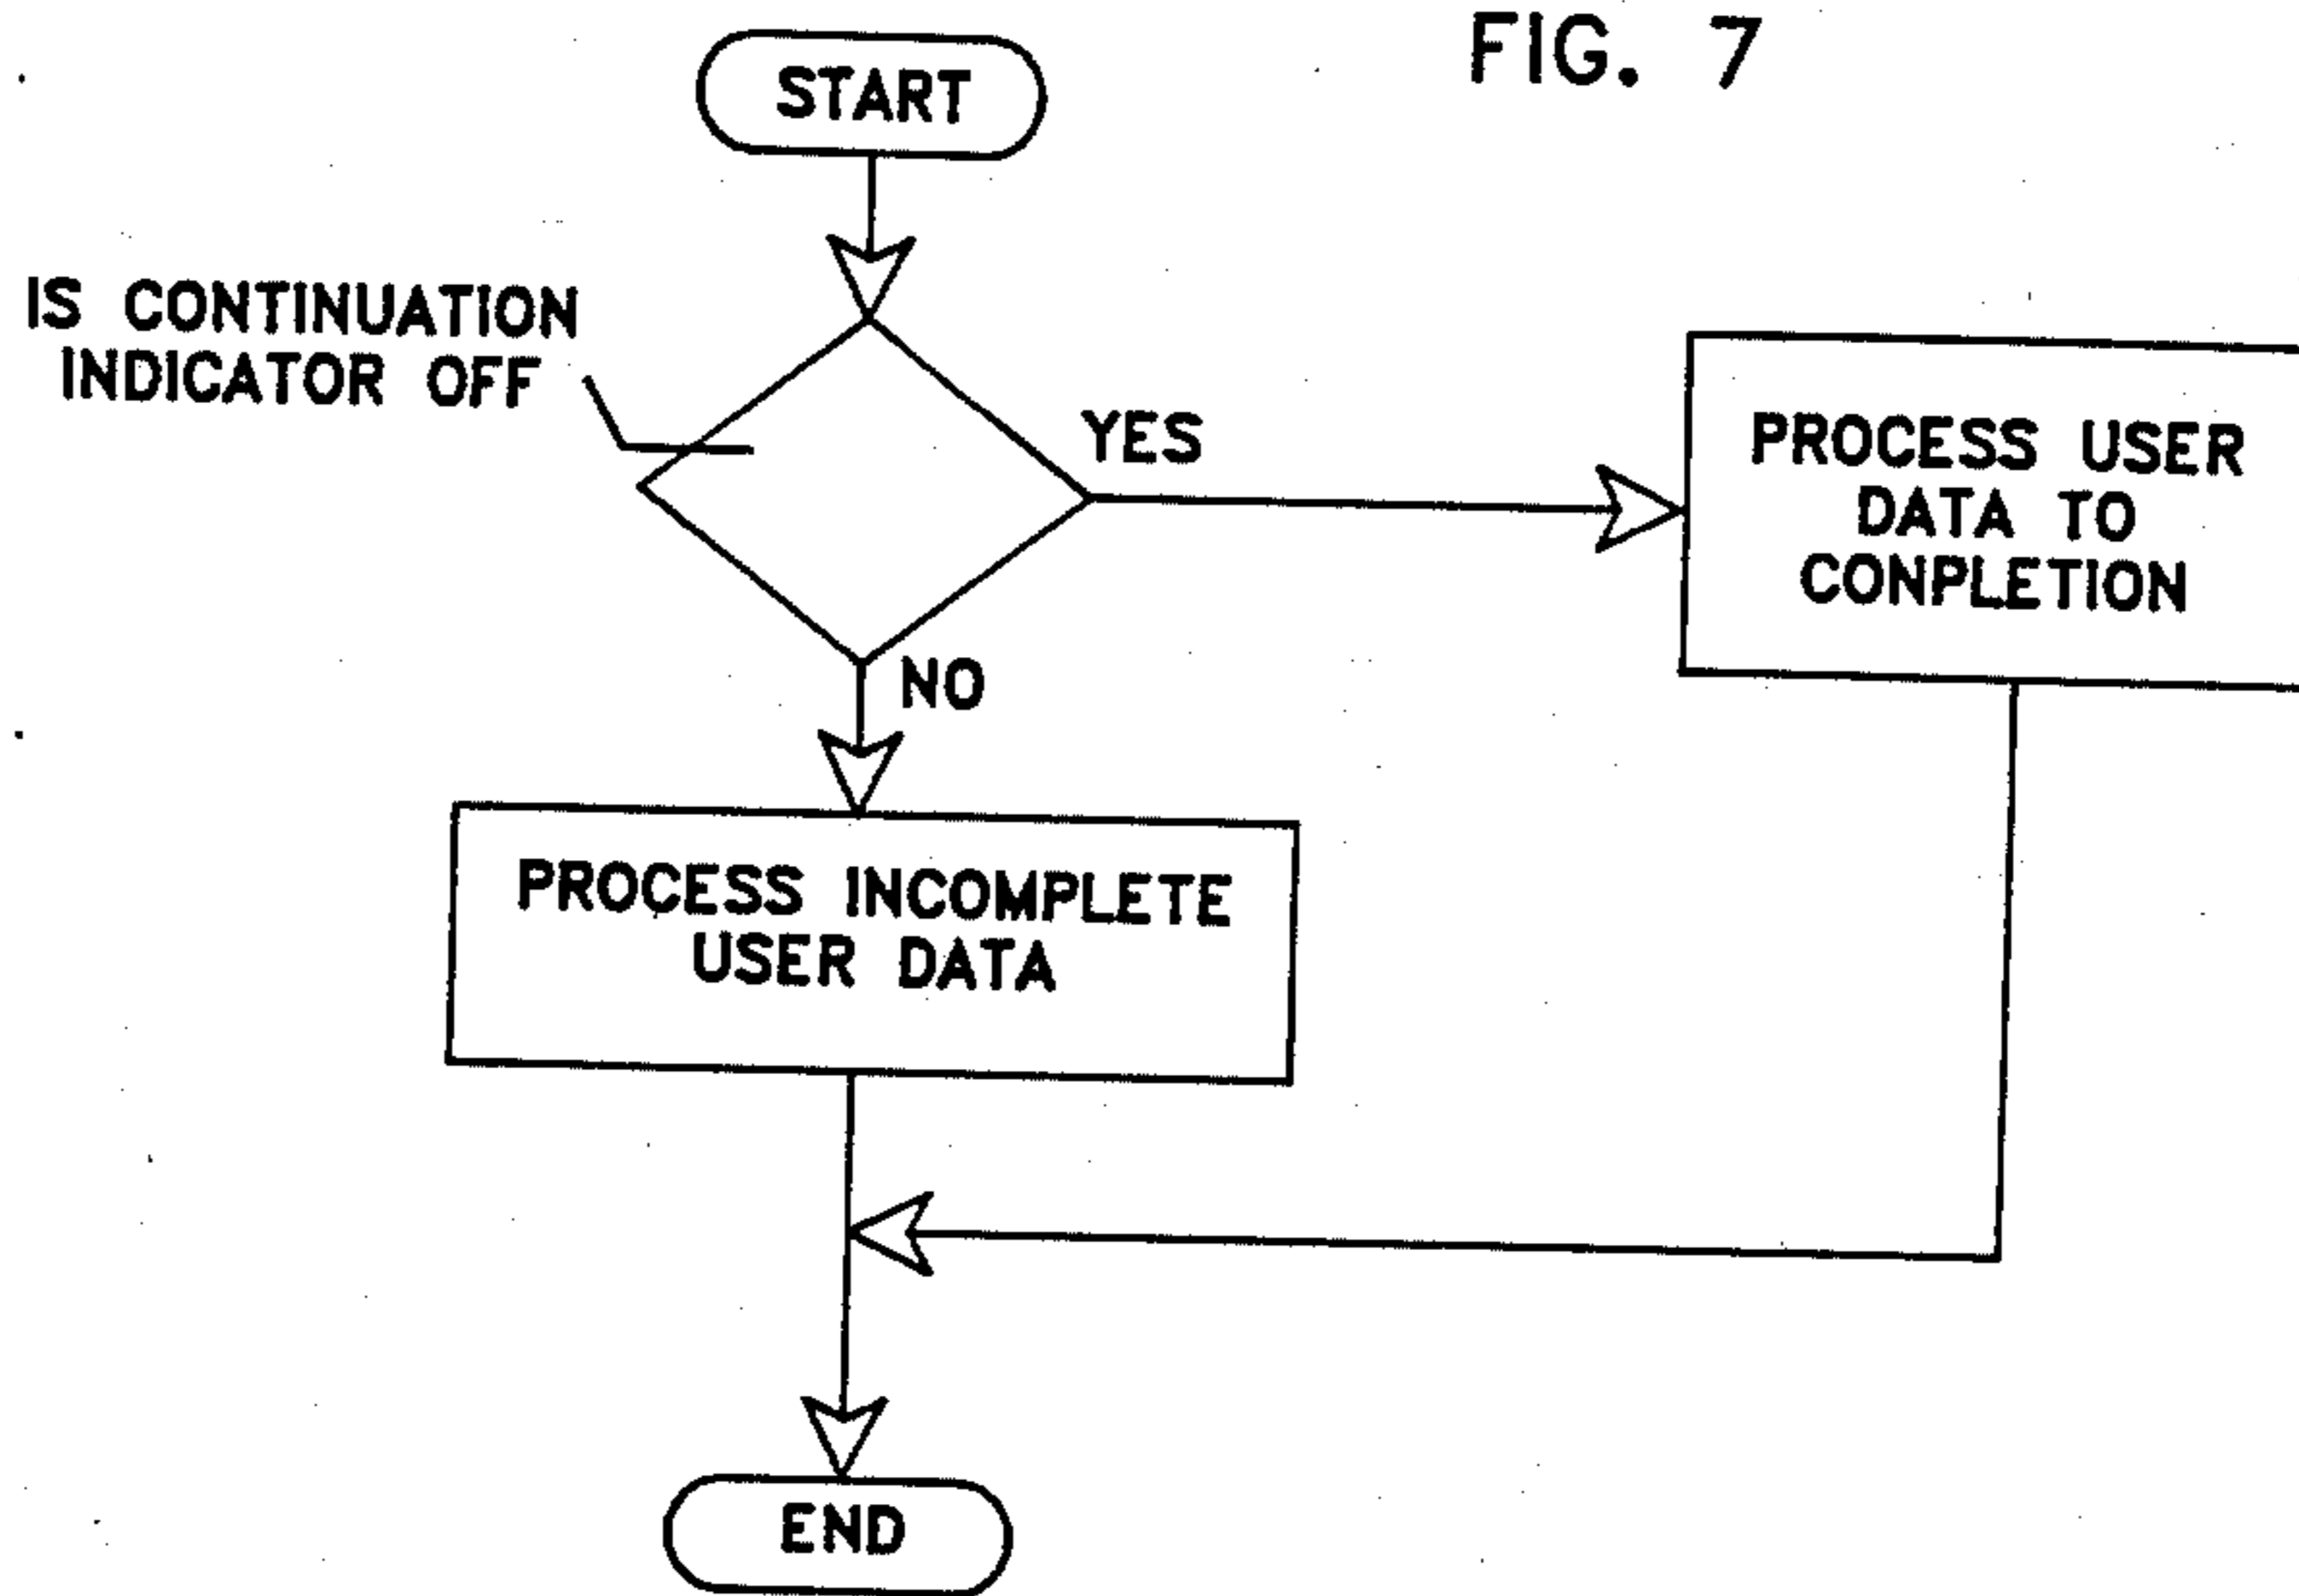 FIG. 7
START
IS CONTINUATION
INDICATOR OFF
YES
PROCESS USER
DATA TO
CONPLETION
NO
PROCESS INCOMPLETE
USER DATA
END